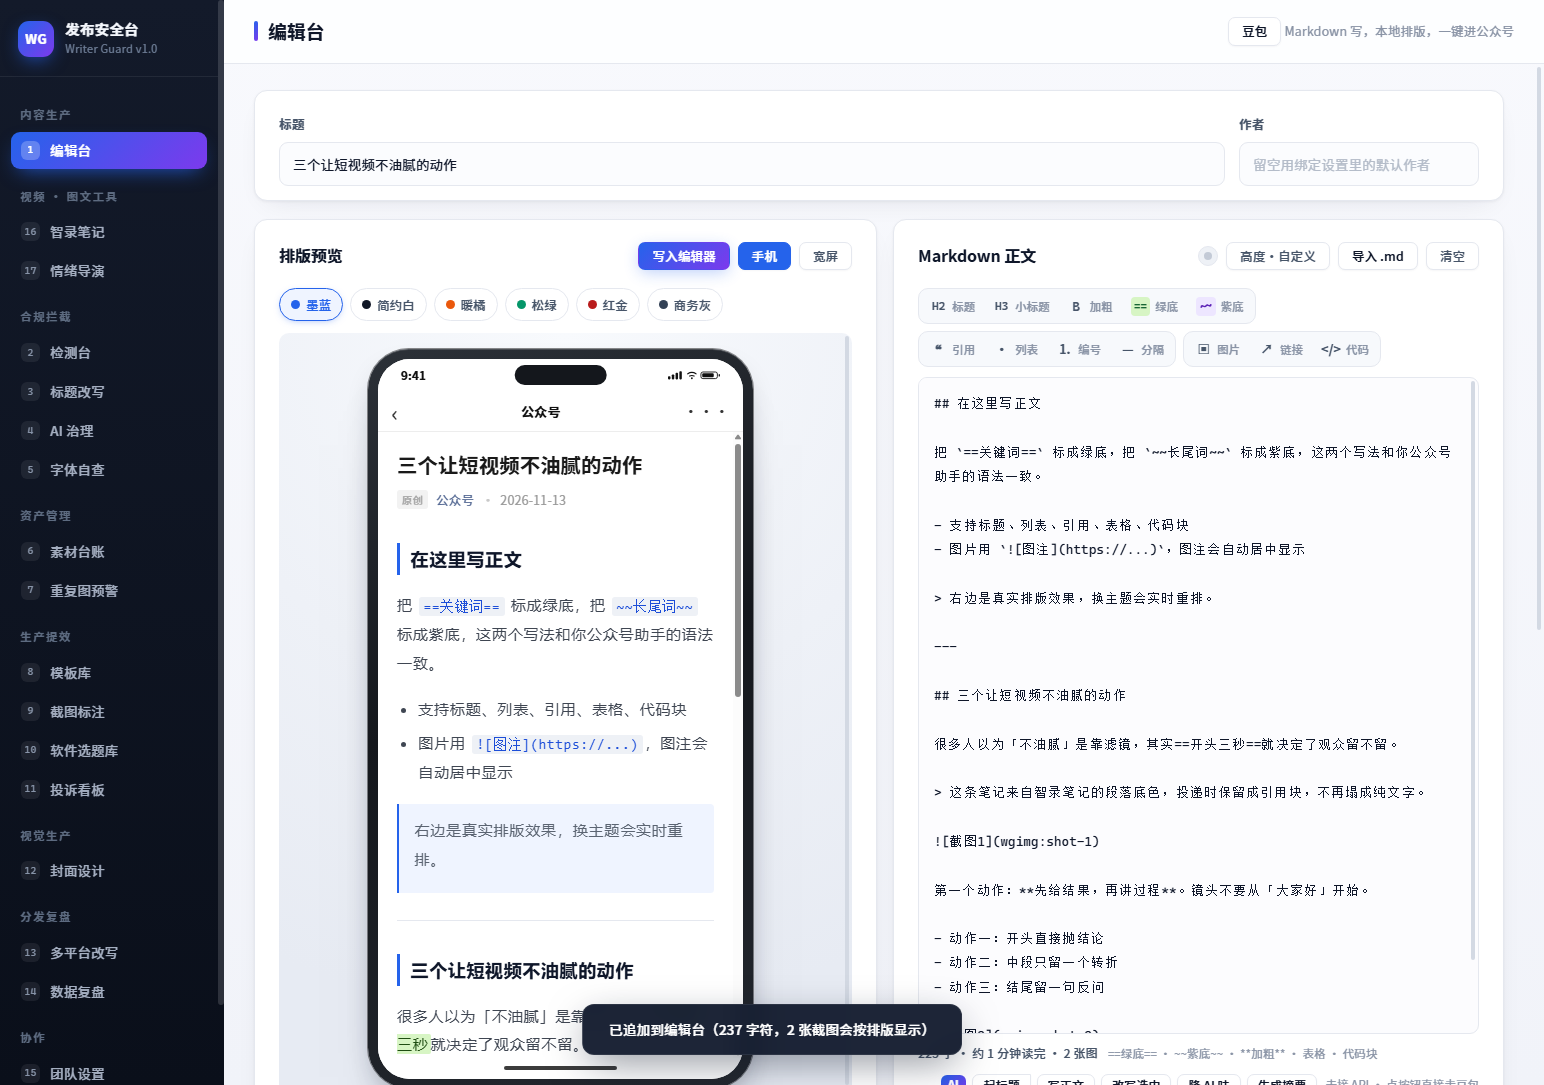 WG
发布安全台
Writer Guard v1.0
内容生产
1 编辑台
视频 · 图文工具
16 智录笔记
17 情绪导演
合规拦截
2 检测台
3 标题改写
4 AI 治理
5 字体自查
资产管理
6 素材台账
7 重复图预警
生产提效
8 模板库
9 截图标注
10 软件选题库
11 投诉看板
视觉生产
12 封面设计
分发复盘
13 多平台改写
14 数据复盘
协作
15 团队设置
编辑台
豆包 Markdown 写，本地排版，一键进公众号
标题
三个让短视频不油腻的动作
作者
留空用绑定设置里的默认作者
排版预览
写入编辑器 手机 宽屏
墨蓝 简约白 暖橘 松绿 红金 商务灰
9:41
‹ 公众号 • • •
三个让短视频不油腻的动作
原创 公众号 • 2026-11-13
在这里写正文
把 ==关键词== 标成绿底，把 ~~长尾词~~
标成紫底，这两个写法和你公众号助手的语法
一致。
• 支持标题、列表、引用、表格、代码块
• 图片用 ![图注](https://...) ，图注会
自动居中显示
右边是真实排版效果，换主题会实时重
排。
三个让短视频不油腻的动作
很多人以为「不油腻」是靠
三秒就决定了观众留不留。
Markdown 正文
高度·自定义 导入 .md 清空
H2 标题 H3 小标题 B 加粗 == 绿底 ~~ 紫底
❝ 引用 • 列表 1. 编号 — 分隔 ▣ 图片 ↗ 链接 </> 代码
## 在这里写正文
把 `==关键词==` 标成绿底，把 `~~长尾词~~` 标成紫底，这两个写法和你公众号
助手的语法一致。
- 支持标题、列表、引用、表格、代码块
- 图片用 `![图注](https://...)`，图注会自动居中显示
> 右边是真实排版效果，换主题会实时重排。
---
## 三个让短视频不油腻的动作
很多人以为「不油腻」是靠滤镜，其实==开头三秒==就决定了观众留不留。
> 这条笔记来自智录笔记的段落底色，投递时保留成引用块，不再塌成纯文字。
![截图1](wgimg:shot-1)
第一个动作：**先给结果，再讲过程**。镜头不要从「大家好」开始。
- 动作一：开头直接抛结论
- 动作二：中段只留一个转折
- 动作三：结尾留一句反问
已追加到编辑台（237 字符，2 张截图会按排版显示）
· 约 1 分钟读完 · 2 张图 ==绿底== · ~~紫底~~ · **加粗** · 表格 · 代码块
AI 起标题 写正文 改写选中 降 AI 味 生成摘要